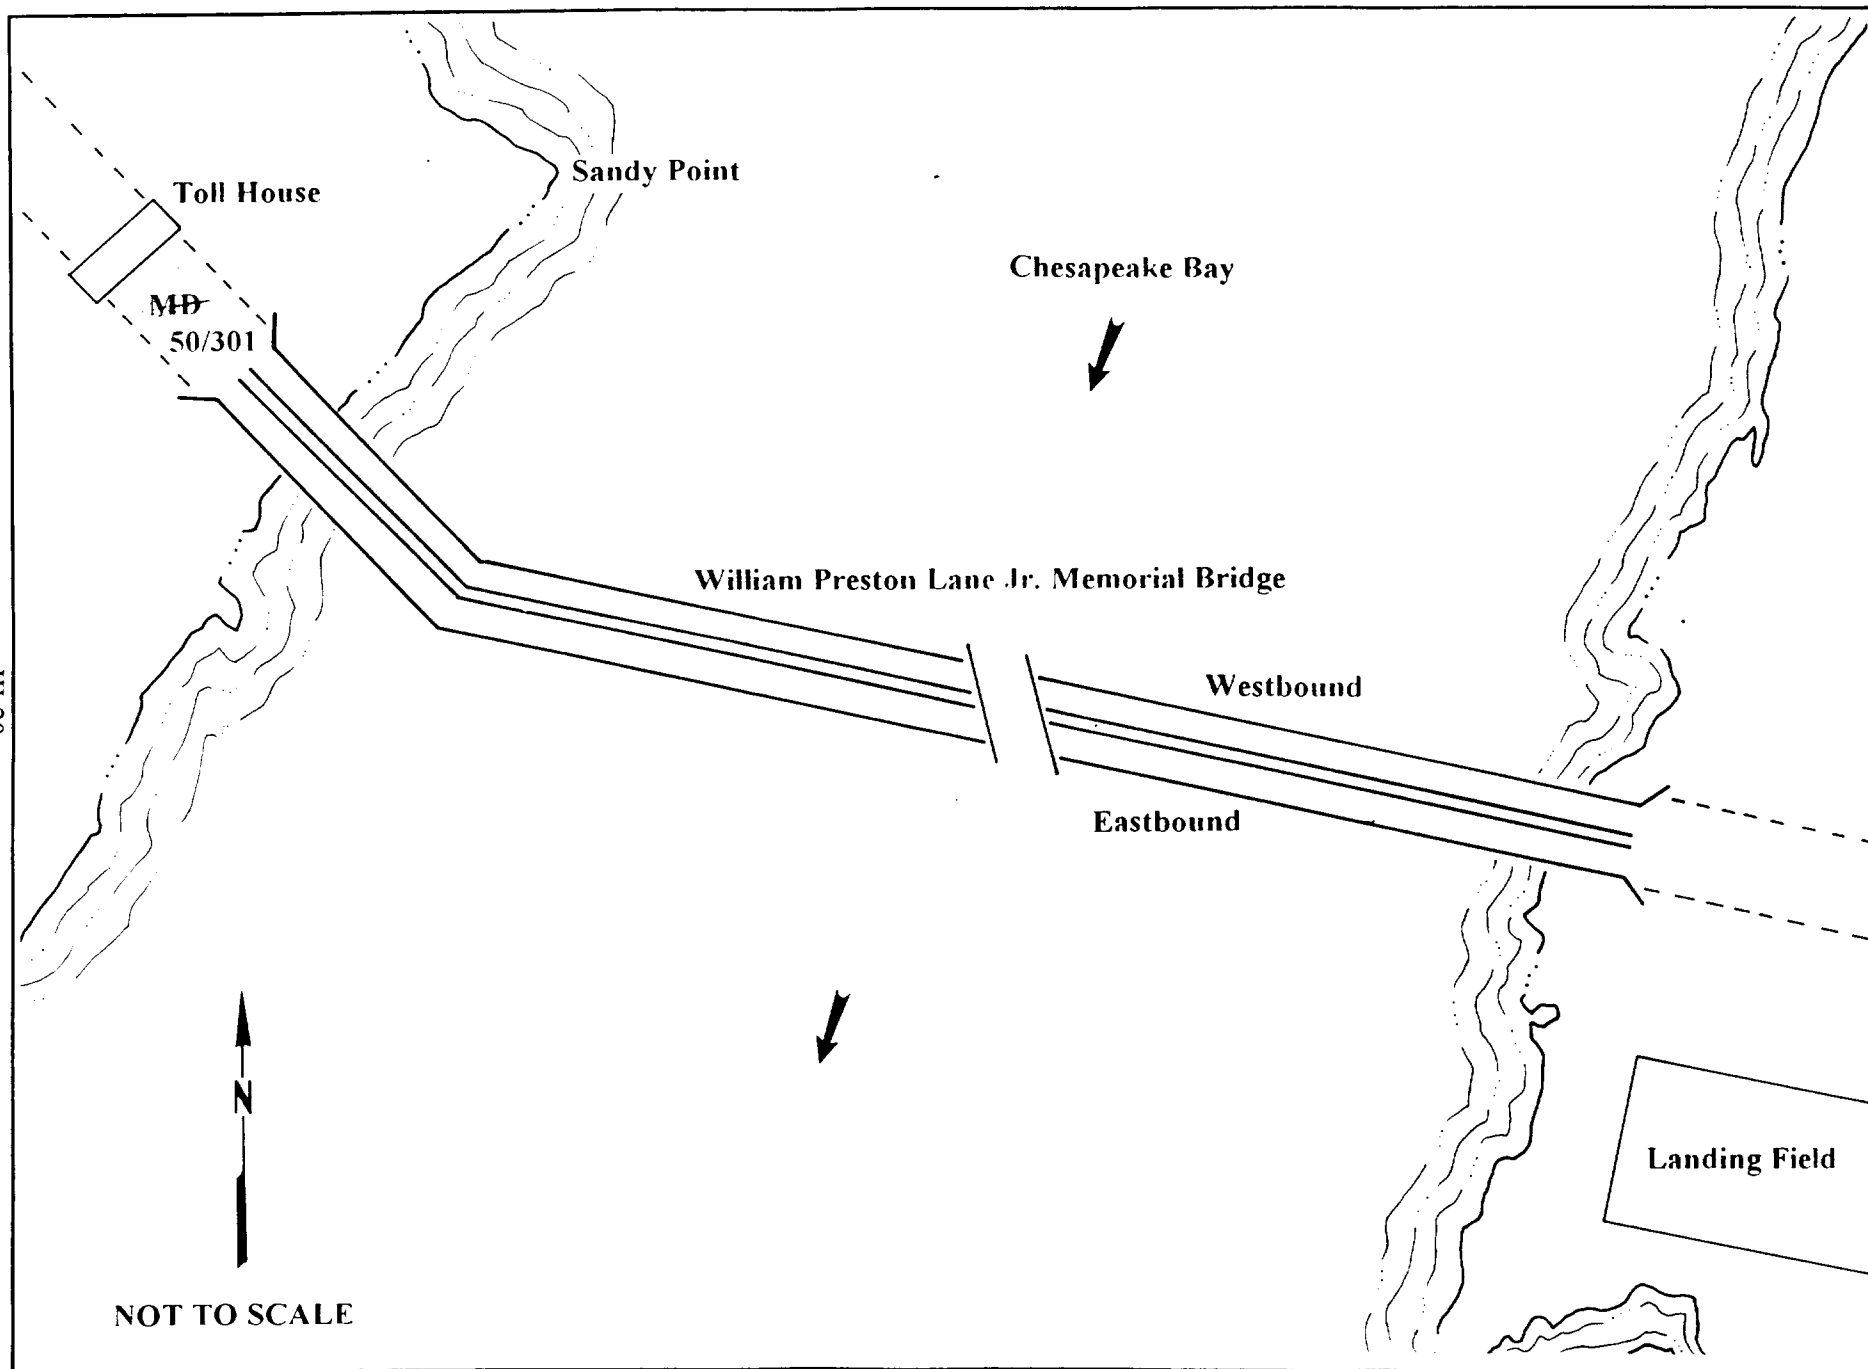 Sandy Point
Toll House
Chesapeake Bay
MD
50/301
William Preston Lane Jr. Memorial Bridge
Westbound
Eastbound
N
Landing Field
NOT TO SCALE